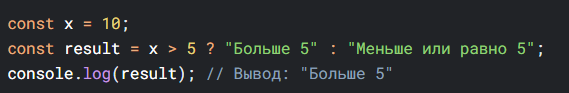 const x = 10;
const result = x > 5 ? "Больше 5" : "Меньше или равно 5";
console.log(result); // Вывод: "Больше 5"